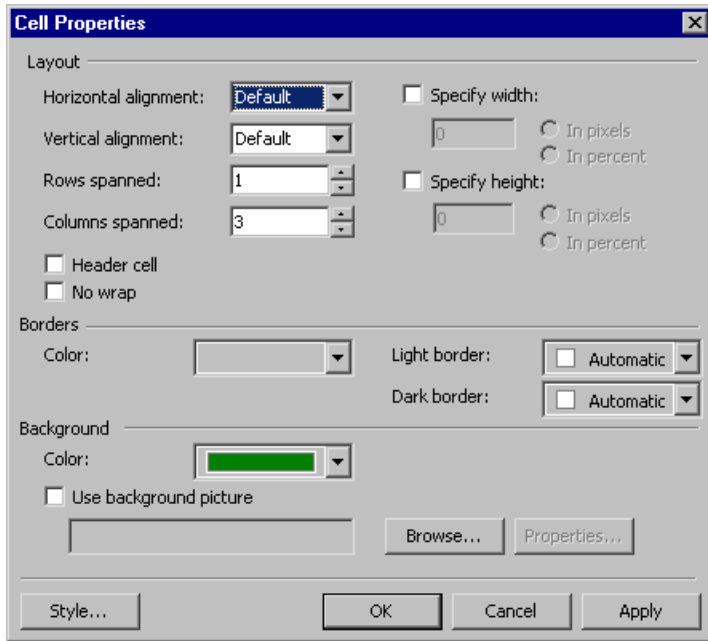 Cell Properties
Layout
Horizontal alignment: Default
Specify width:
Vertical alignment: Default
0
In pixels
In percent
Rows spanned: 1
Specify height:
Columns spanned: 3
0
In pixels
In percent
Header cell
No wrap
Borders
Color:
Light border: Automatic
Dark border: Automatic
Background
Color:
Use background picture
Browse... Properties...
Style... OK Cancel Apply